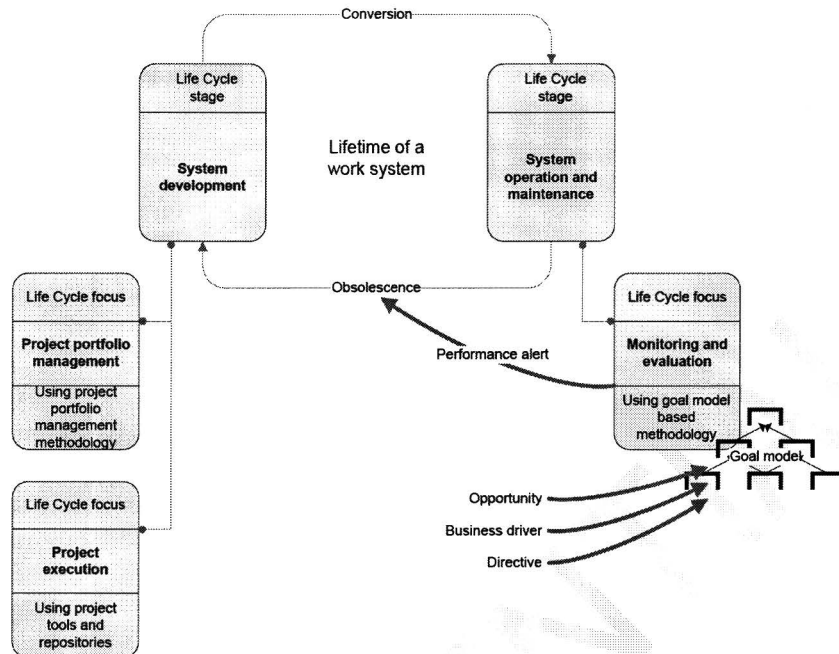 Conversion
Life Cycle
stage
System
development
Lifetime of a
work system
Life Cycle
stage
System
operation and
maintenance
Obsolescence
Life Cycle focus
Project portfolio
management
Using project
portfolio
management
methodology
Performance alert
Life Cycle focus
Monitoring and
evaluation
Using goal model
based
methodology
Goal model
Opportunity
Business driver
Directive
Life Cycle focus
Project
execution
Using project
tools and
repositories